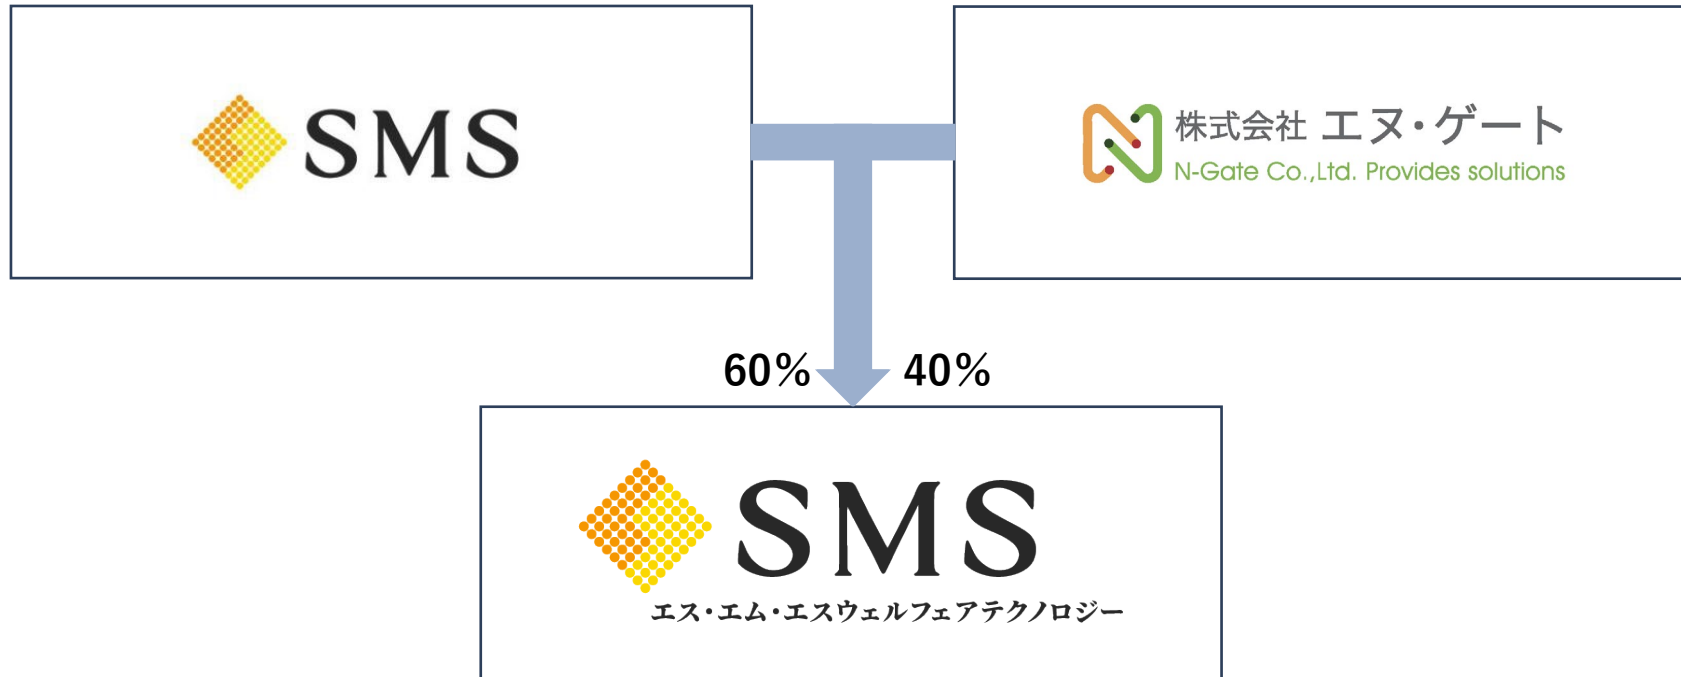 SMS
株式会社 エヌ・ゲート
N-Gate Co.,Ltd. Provides solutions
60% 40%
SMS
エス・エム・エスウェルフェアテクノロジー